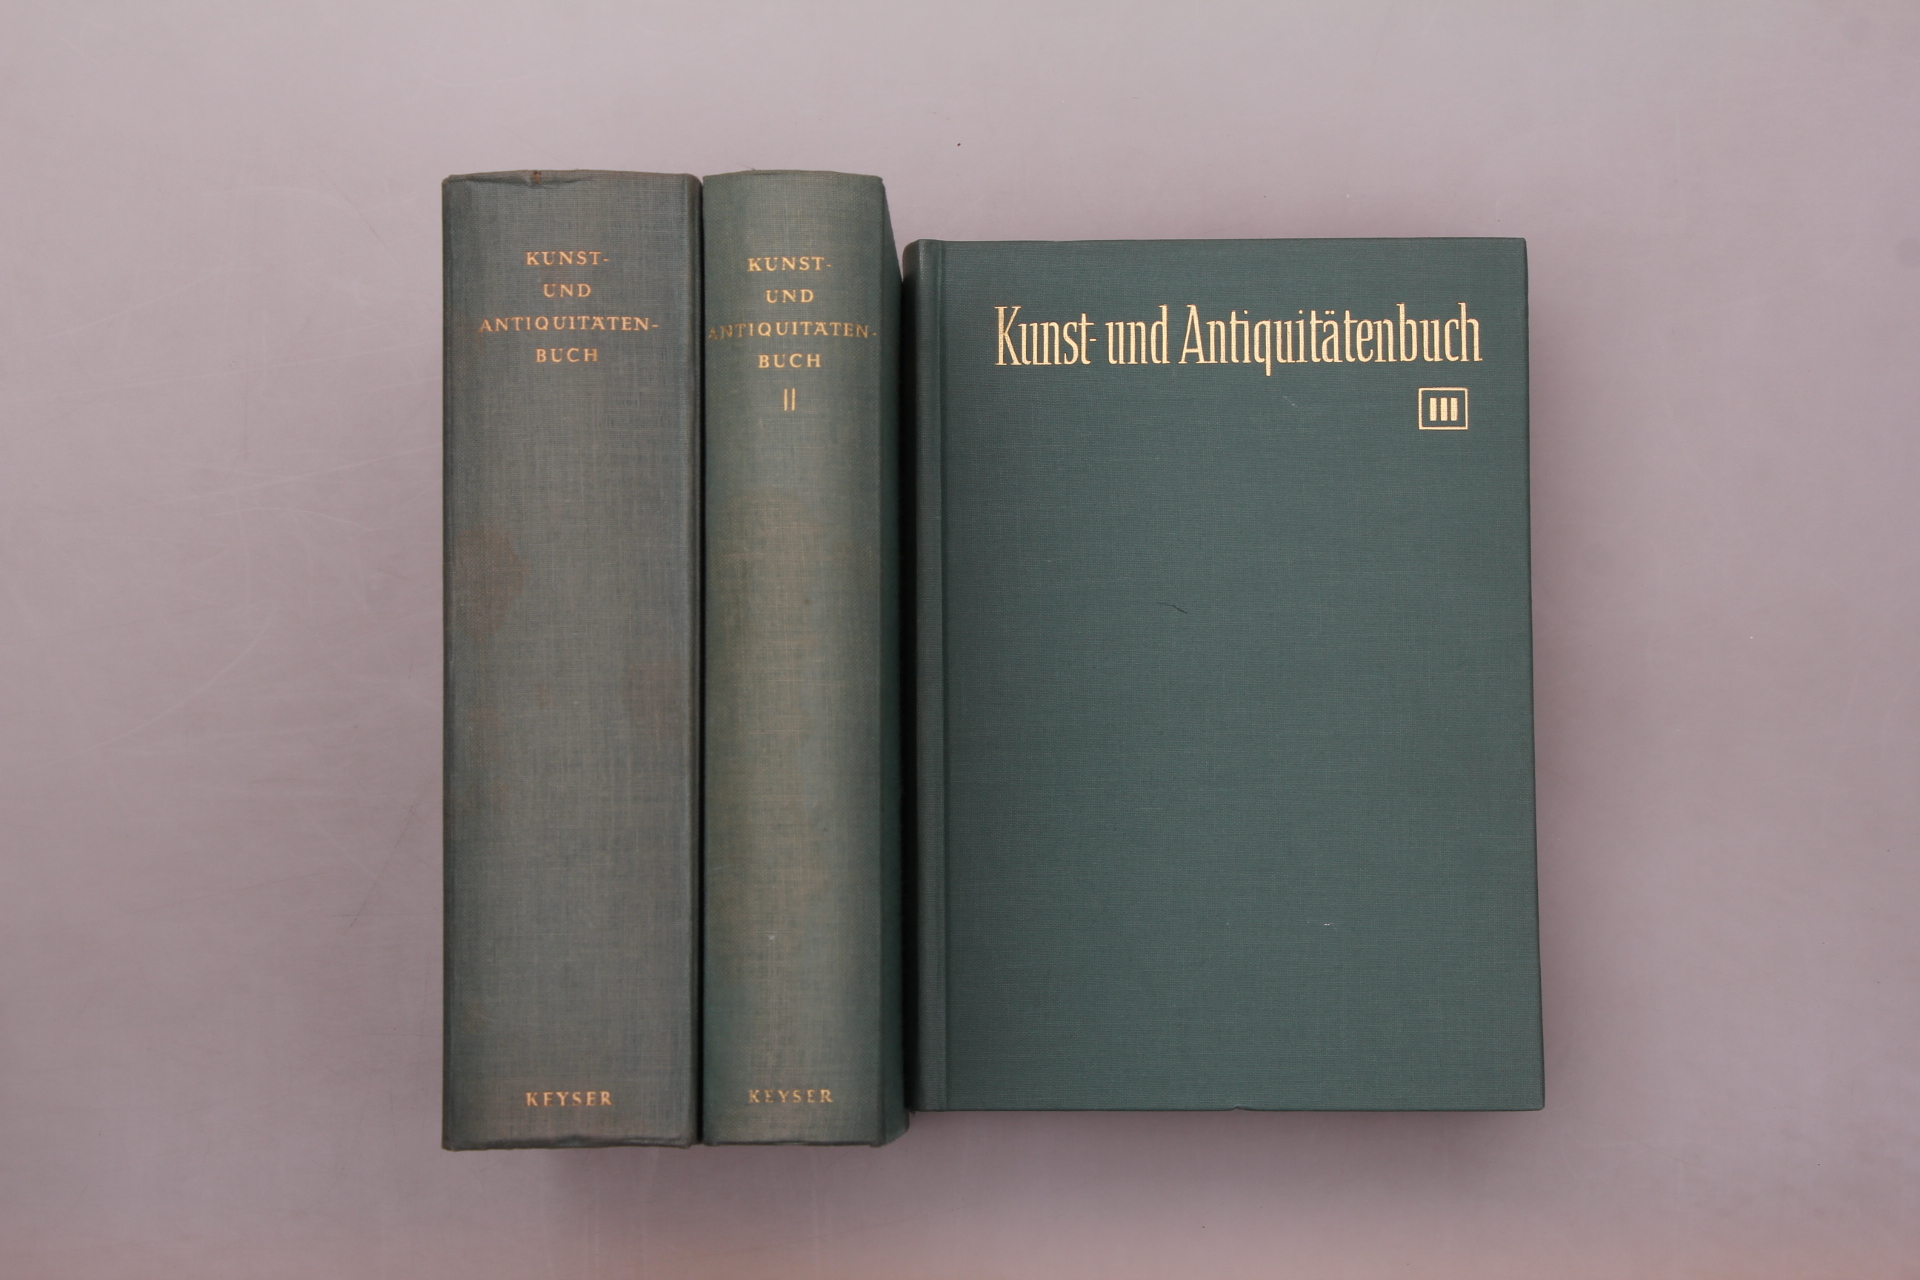 KUNST-
UND
ANTIQUITÄTEN-
BUCH
KEYSER
KUNST-
UND
ANTIQUITÄTEN-
BUCH
II
KEYSER
Kunst- und Antiquitätenbuch
III